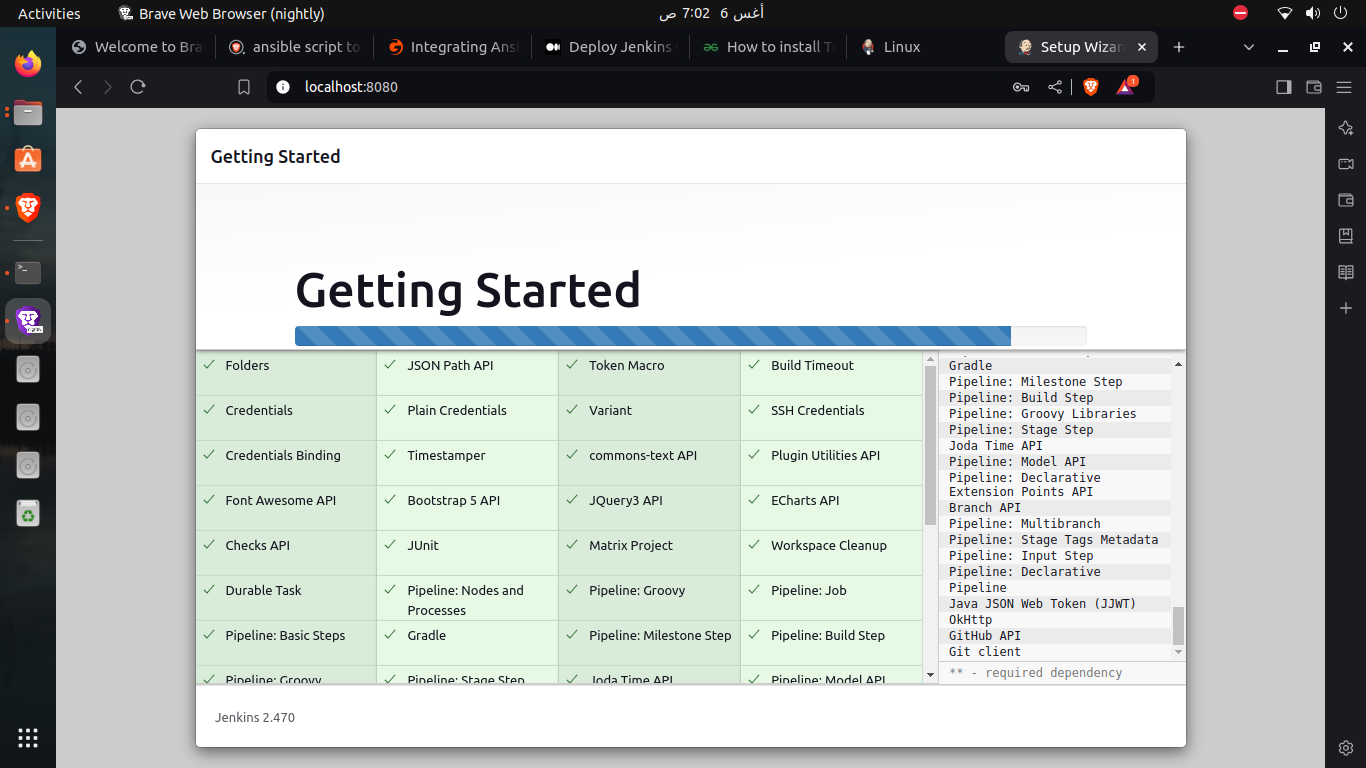 Activities
Brave Web Browser (nightly)
أغس 6  7:02 ص
Welcome to Bra
ansible script to
Integrating Ansi
Deploy Jenkins
How to install Te
Linux
Setup Wizar
localhost:8080
1
Getting Started
Getting Started
Folders
JSON Path API
Token Macro
Build Timeout
Credentials
Plain Credentials
Variant
SSH Credentials
Credentials Binding
Timestamper
commons-text API
Plugin Utilities API
Font Awesome API
Bootstrap 5 API
JQuery3 API
ECharts API
Checks API
JUnit
Matrix Project
Workspace Cleanup
Durable Task
Pipeline: Nodes and
Processes
Pipeline: Groovy
Pipeline: Job
Pipeline: Basic Steps
Gradle
Pipeline: Milestone Step
Pipeline: Build Step
Pipeline: Groovy
Pipeline: Stage Step
Joda Time API
Pipeline: Model API
Gradle
Pipeline: Milestone Step
Pipeline: Build Step
Pipeline: Groovy Libraries
Pipeline: Stage Step
Joda Time API
Pipeline: Model API
Pipeline: Declarative
Extension Points API
Branch API
Pipeline: Multibranch
Pipeline: Stage Tags Metadata
Pipeline: Input Step
Pipeline: Declarative
Pipeline
Java JSON Web Token (JJWT)
OkHttp
GitHub API
Git client
** - required dependency
Jenkins 2.470